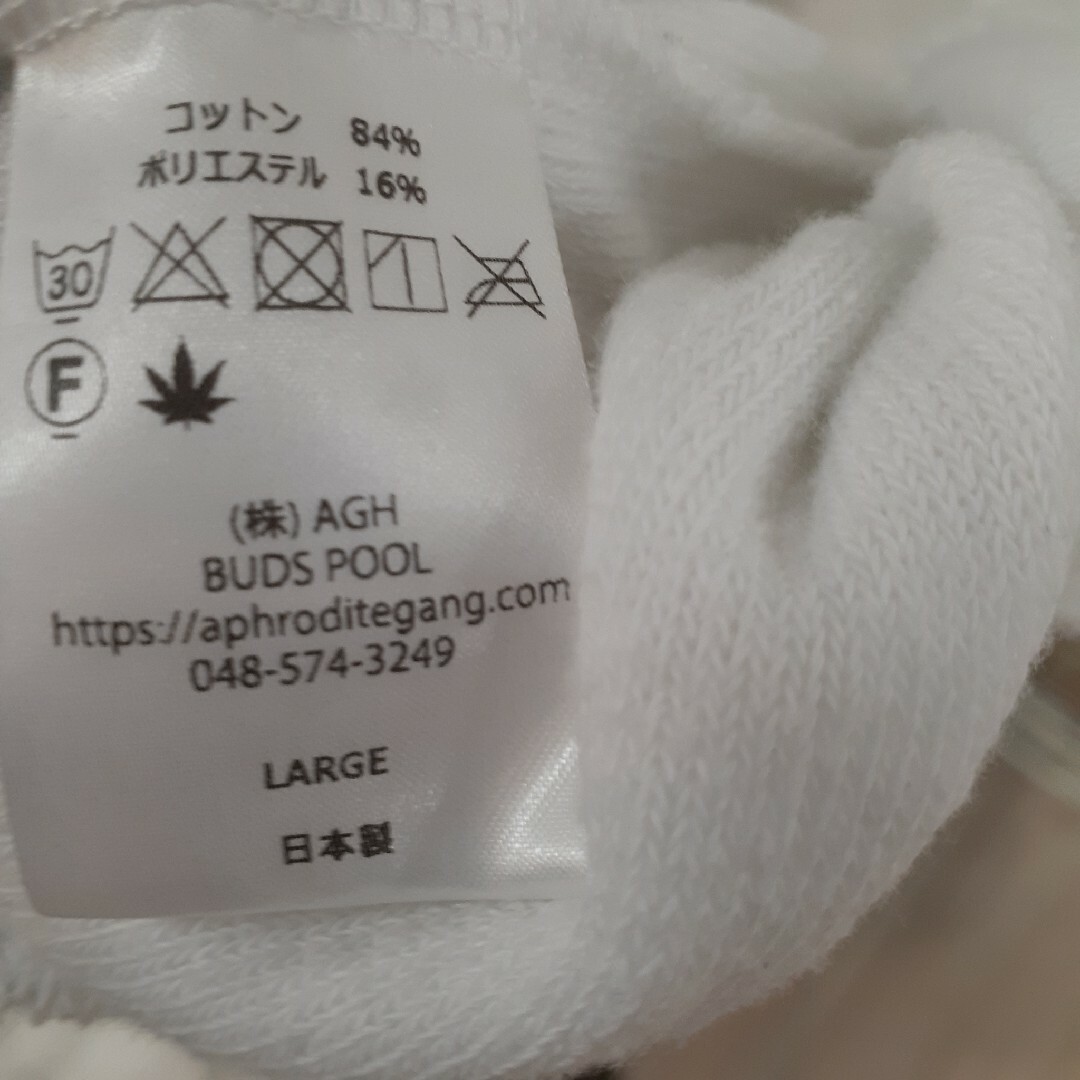 コットン 84%
ポリエステル 16%
30
F
(株) AGH
BUDS POOL
https://aphroditegang.com
048-574-3249
LARGE
日本製